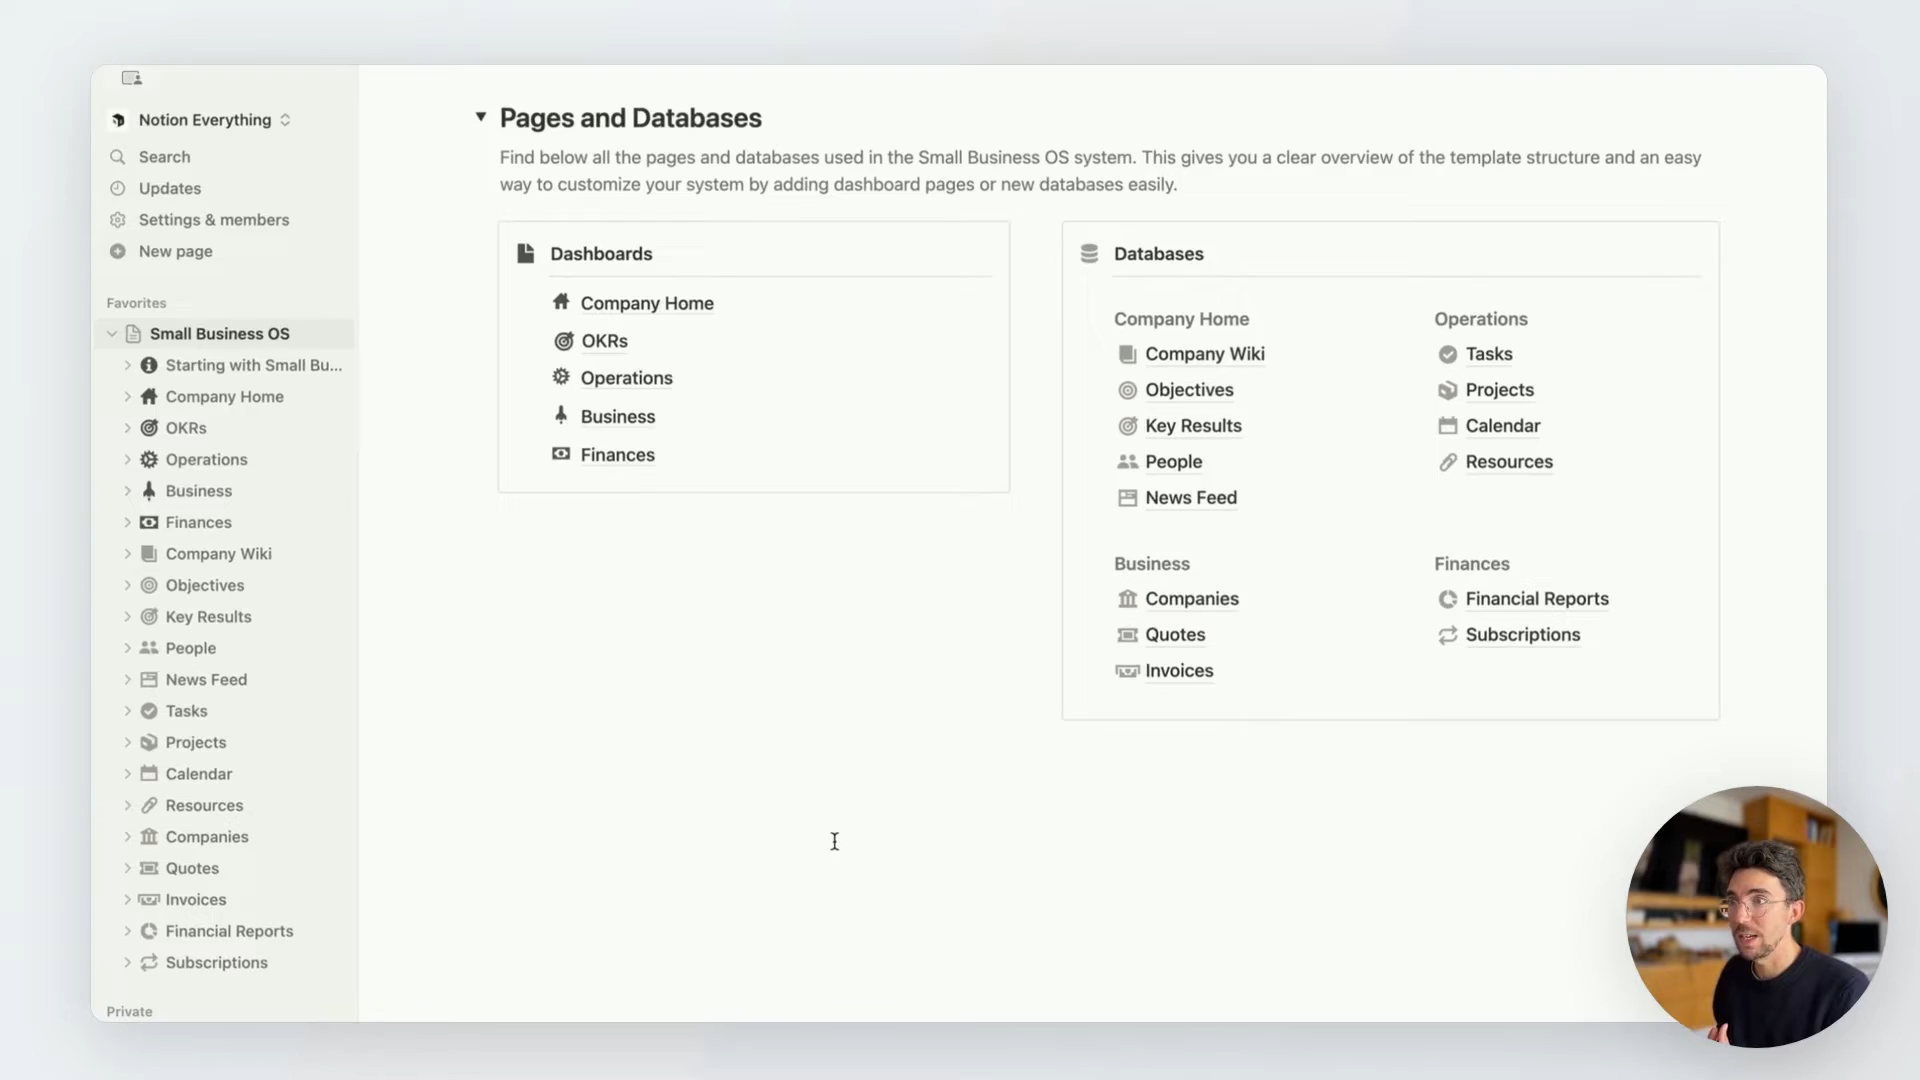 Notion Everything
Search
Updates
Settings & members
New page
Favorites
Small Business OS
Starting with Small Bu...
Company Home
OKRs
Operations
Business
Finances
Company Wiki
Objectives
Key Results
People
News Feed
Tasks
Projects
Calendar
Resources
Companies
Quotes
Invoices
Financial Reports
Subscriptions
Private
Pages and Databases
Find below all the pages and databases used in the Small Business OS system. This gives you a clear overview of the template structure and an easy
way to customize your system by adding dashboard pages or new databases easily.
Dashboards
Company Home
OKRs
Operations
Business
Finances
Databases
Company Home
Company Wiki
Objectives
Key Results
People
News Feed
Operations
Tasks
Projects
Calendar
Resources
Business
Companies
Quotes
Invoices
Finances
Financial Reports
Subscriptions